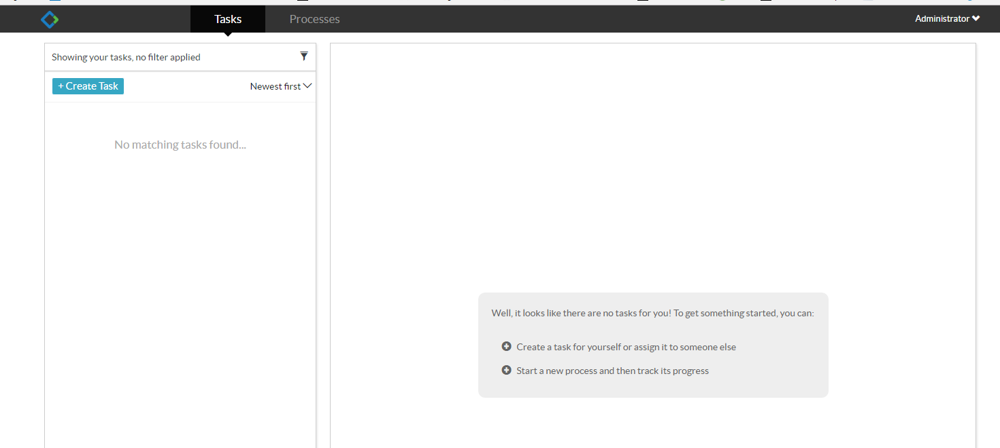 Tasks
Processes
Administrator
Showing your tasks, no filter applied
+ Create Task
Newest first
No matching tasks found...
Well, it looks like there are no tasks for you! To get something started, you can:
Create a task for yourself or assign it to someone else
Start a new process and then track its progress